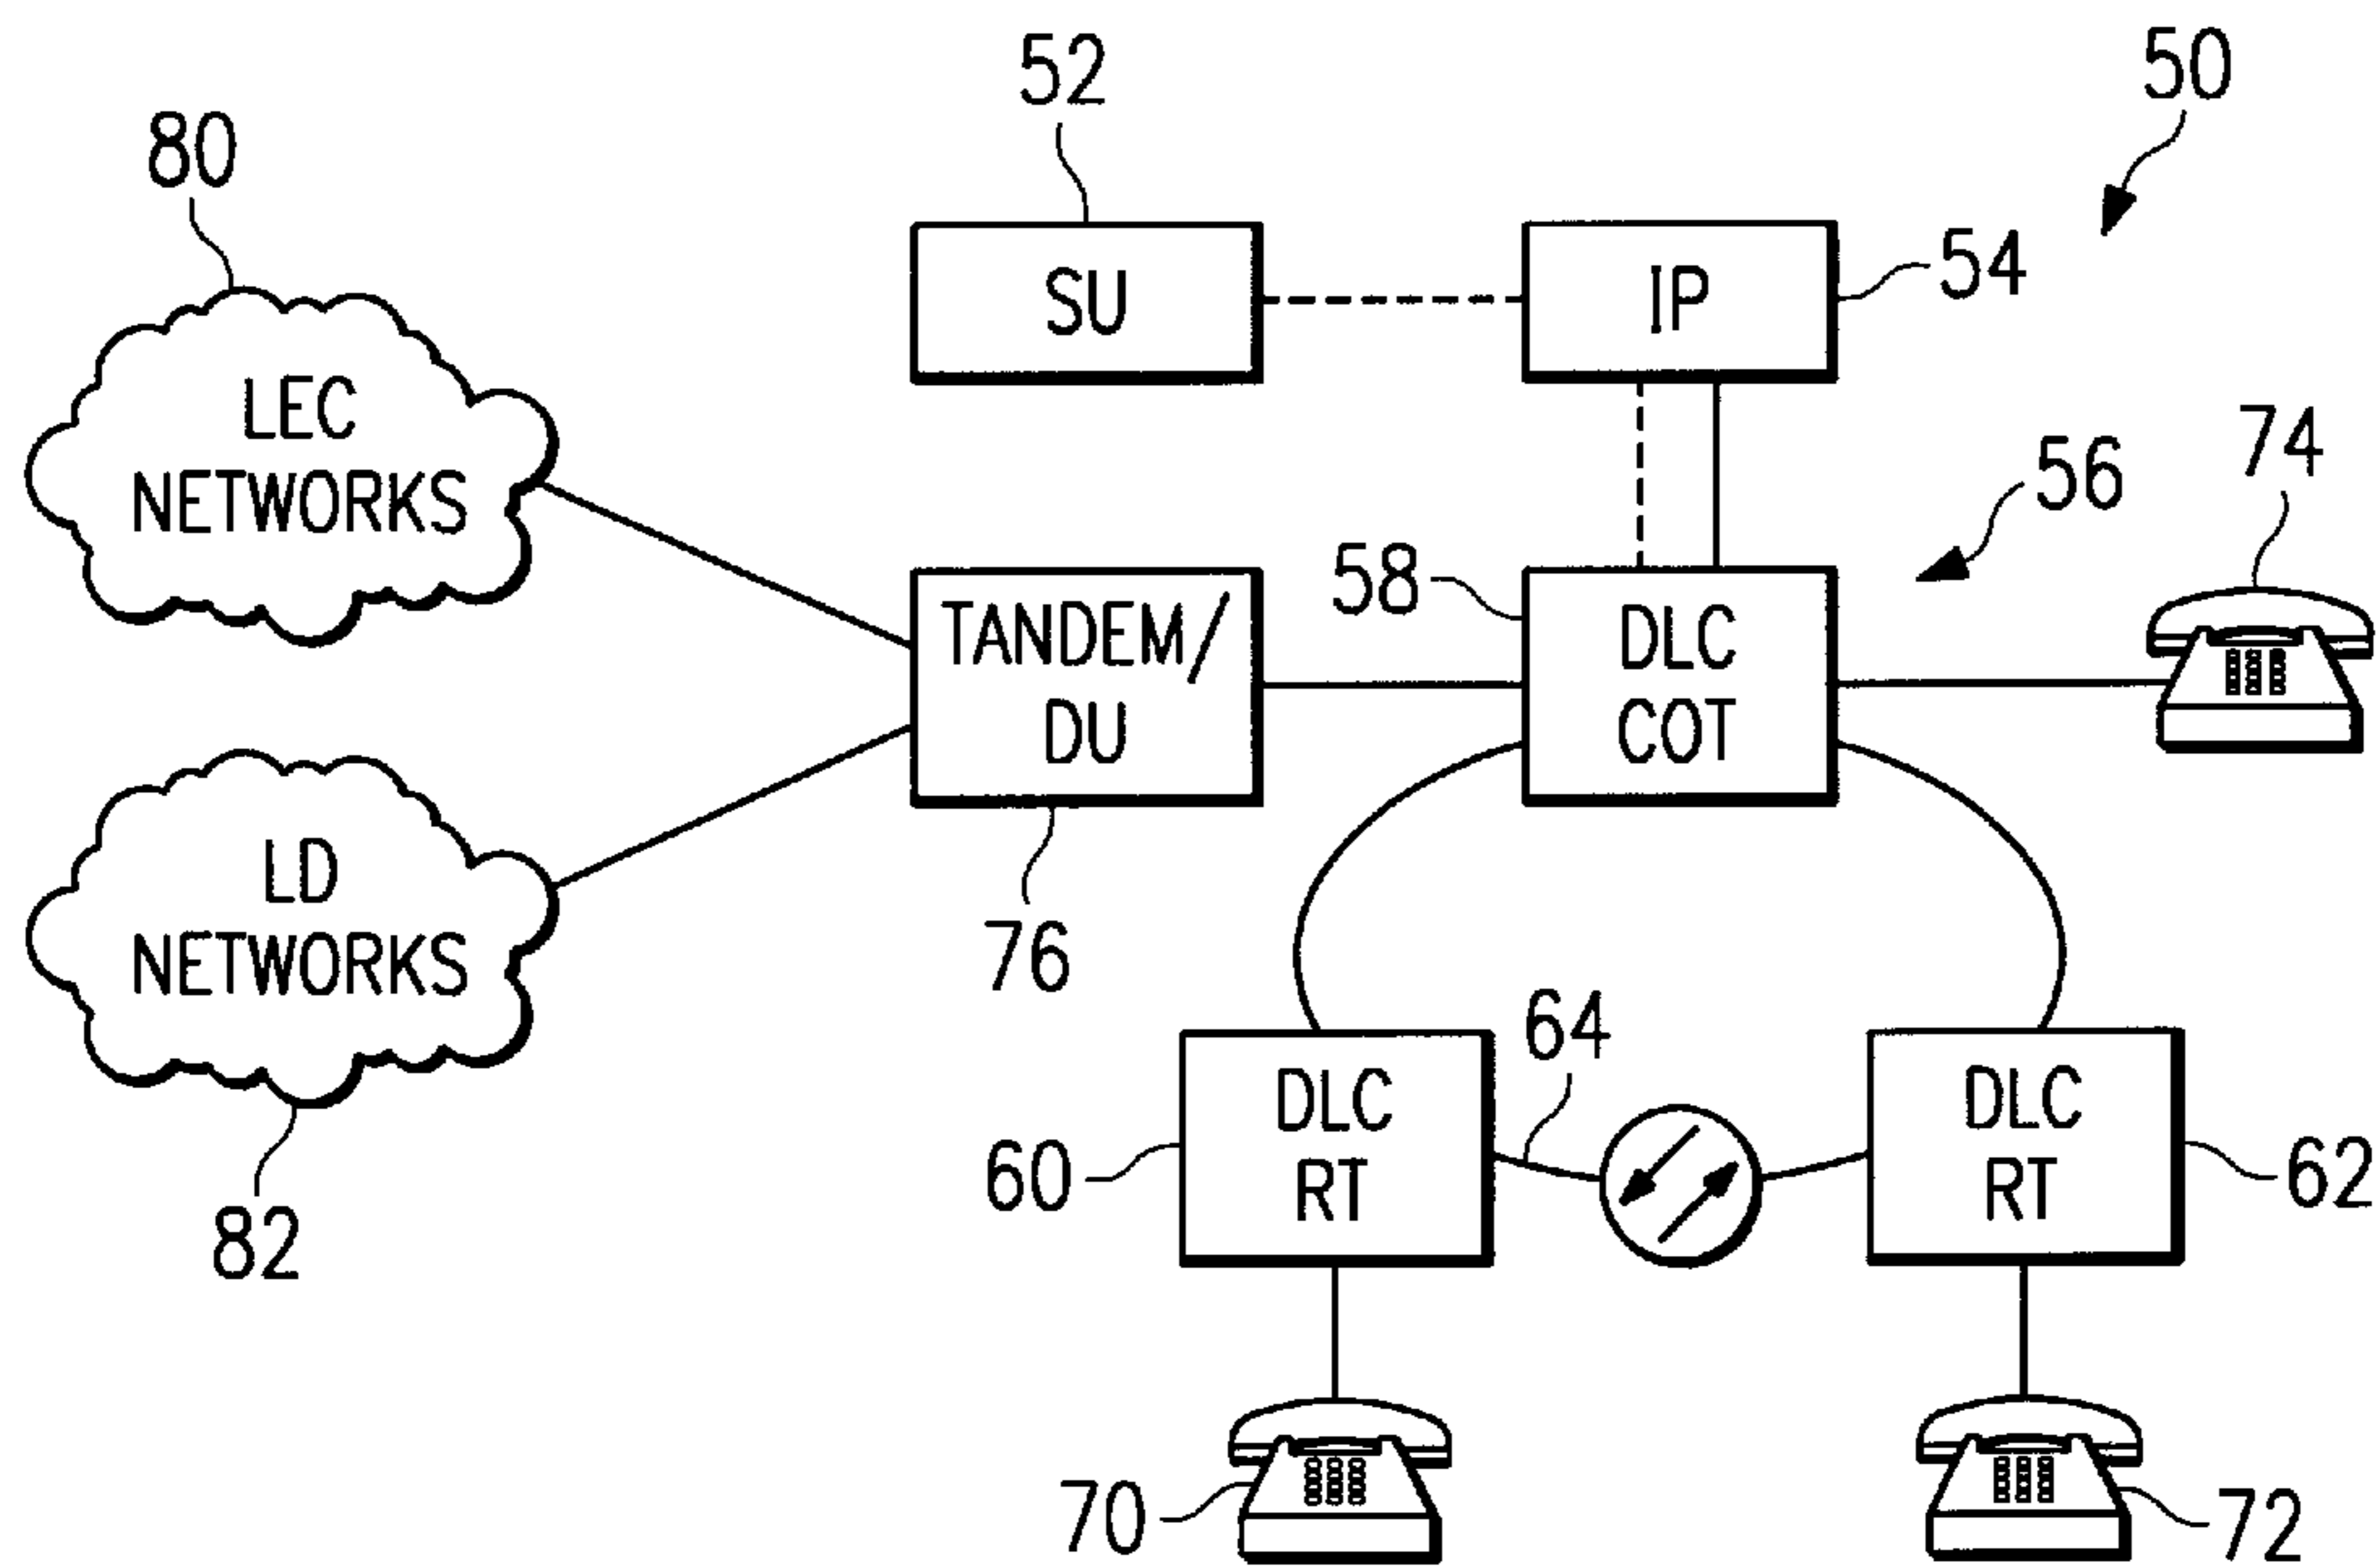 52
50
80
SU
IP
54
LEC
NETWORKS
74
56
58
TANDEM/
DU
DLC
COT
LD
NETWORKS
76
64
DLC
RT
DLC
RT
60
62
82
70
72